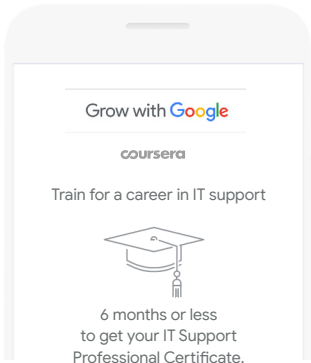 Grow with Google
coursera
Train for a career in IT support
6 months or less
to get your IT Support
Professional Certificate.